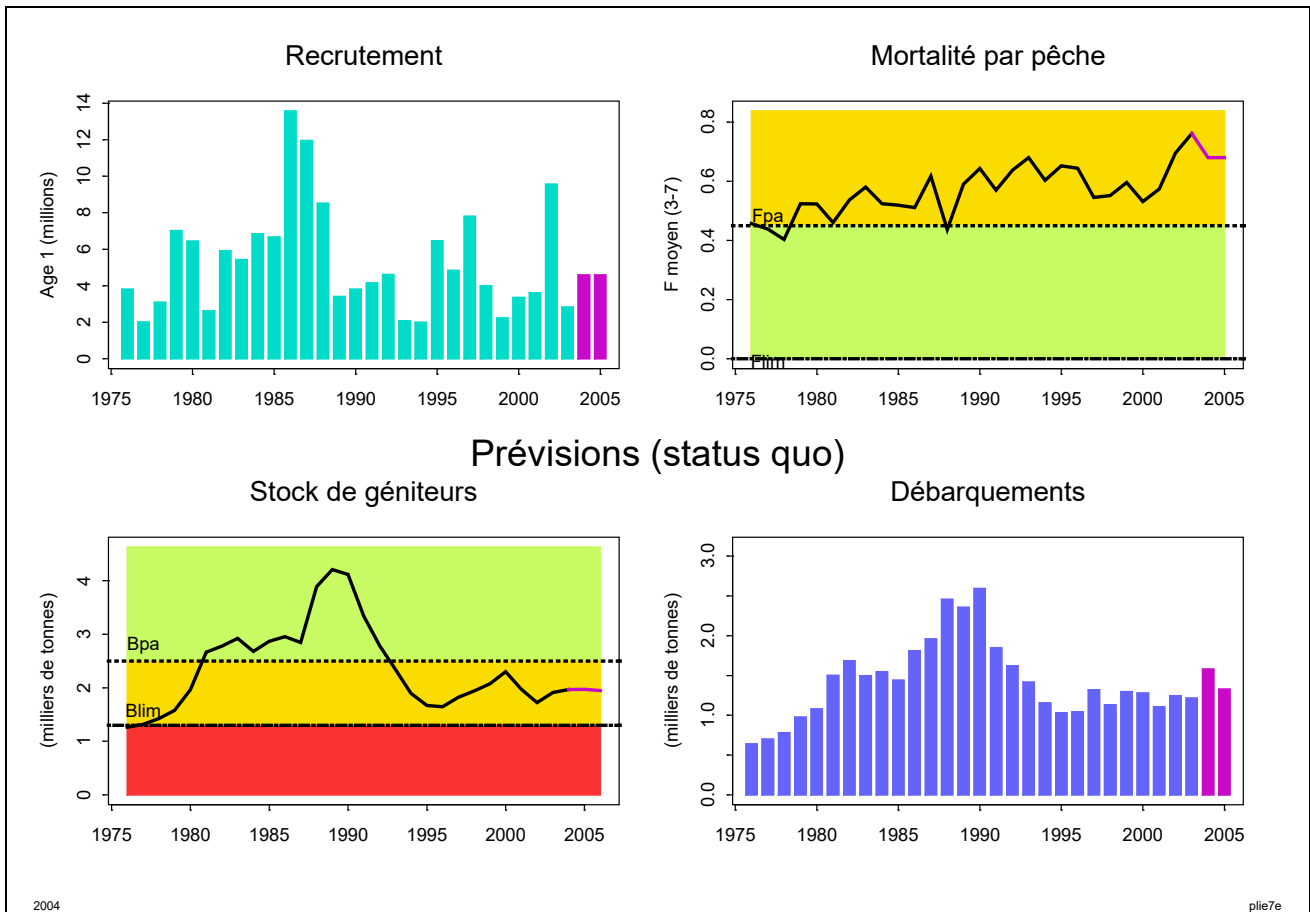 Recrutement
Age 1 (millions)
0 2 4 6 8 10 12 14
1975 1980 1985 1990 1995 2000 2005
Mortalité par pêche
F moyen (3-7)
0.0 0.2 0.4 0.6 0.8
Fpa
Flim
1975 1980 1985 1990 1995 2000 2005
Prévisions (status quo)
Stock de géniteurs
(milliers de tonnes)
0 1 2 3 4
Bpa
Blim
1975 1980 1985 1990 1995 2000 2005
Débarquements
(milliers de tonnes)
0.0 1.0 2.0 3.0
1975 1980 1985 1990 1995 2000 2005
2004
plie7e